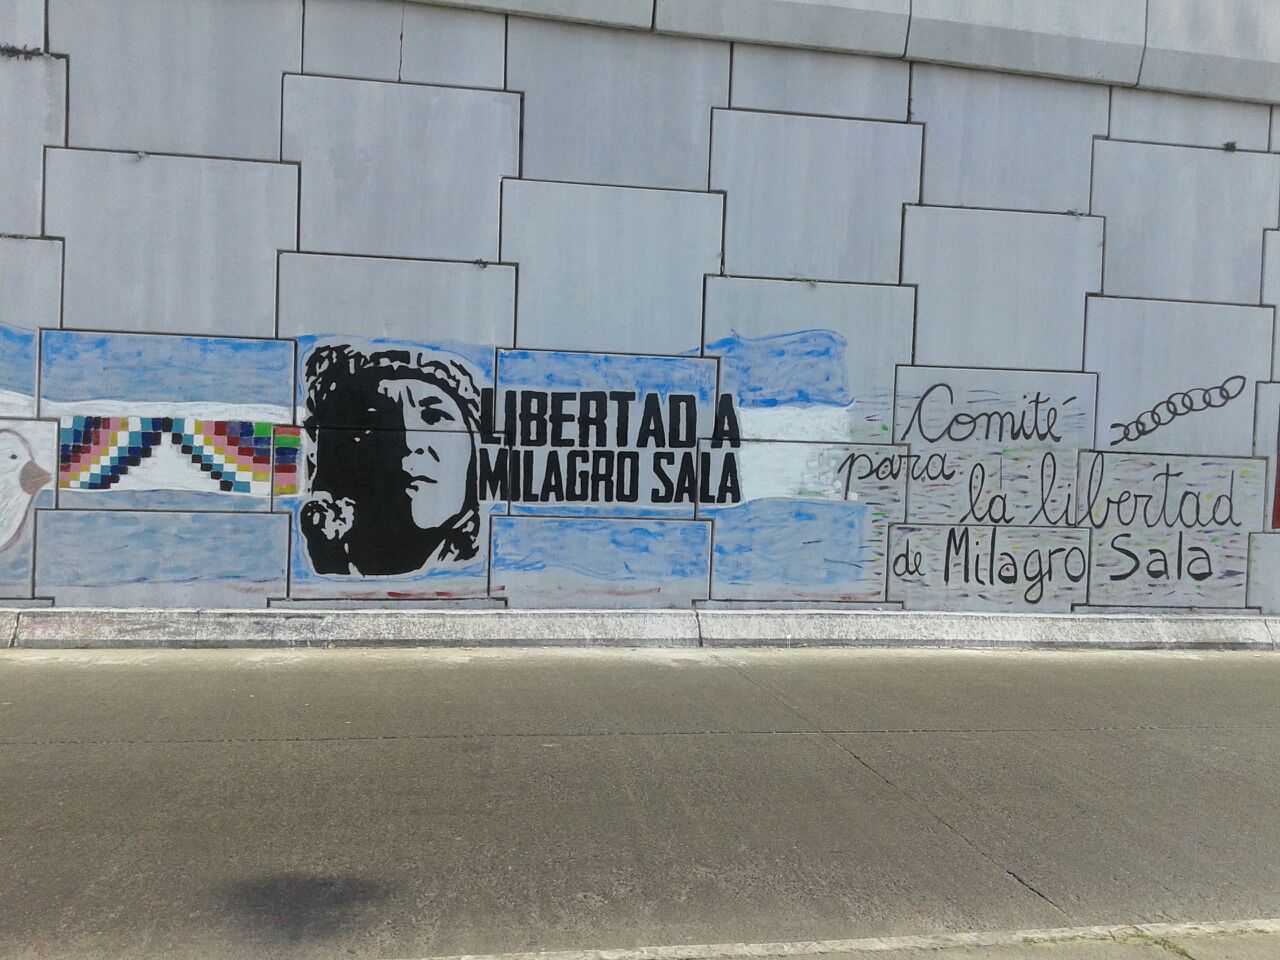 LIBERTAD A
MILAGRO SALA
Comité
para
la libertad
de Milagro Sala